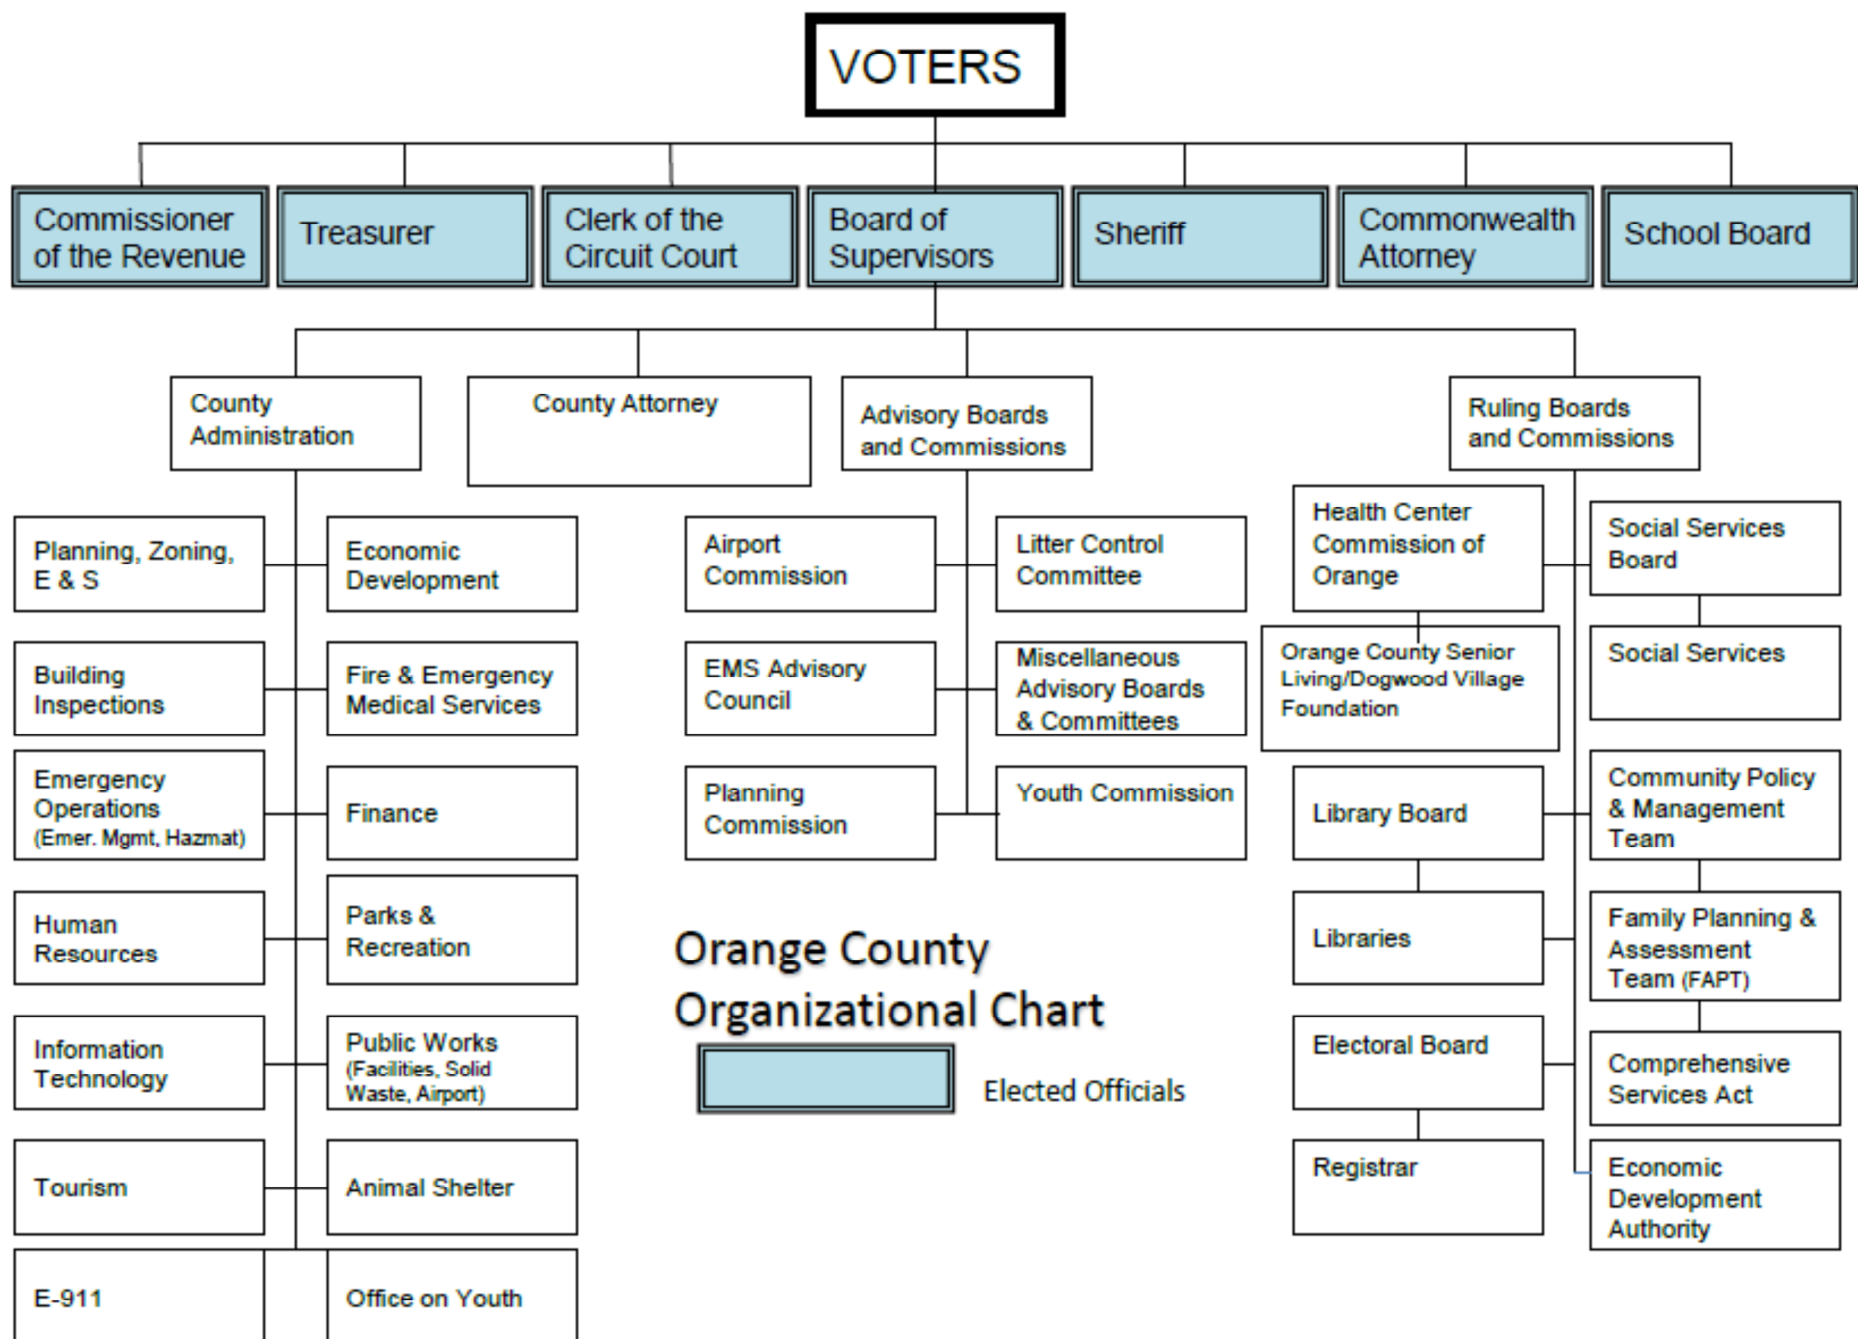 VOTERS
Commissioner
of the Revenue
Treasurer
Clerk of the
Circuit Court
Board of
Supervisors
Sheriff
Commonwealth
Attorney
School Board
County
Administration
County Attorney
Advisory Boards
and Commissions
Ruling Boards
and Commissions
Planning, Zoning,
E & S
Economic
Development
Building
Inspections
Fire & Emergency
Medical Services
Emergency
Operations
(Emer. Mgmt, Hazmat)
Finance
Human
Resources
Parks &
Recreation
Information
Technology
Public Works
(Facilities, Solid
Waste, Airport)
Tourism
Animal Shelter
E-911
Office on Youth
Airport
Commission
Litter Control
Committee
EMS Advisory
Council
Miscellaneous
Advisory Boards
& Committees
Planning
Commission
Youth Commission
Health Center
Commission of
Orange
Social Services
Board
Orange County Senior
Living/Dogwood Village
Foundation
Social Services
Library Board
Community Policy
& Management
Team
Libraries
Family Planning &
Assessment
Team (FAPT)
Electoral Board
Comprehensive
Services Act
Registrar
Economic
Development
Authority
Orange County
Organizational Chart
Elected Officials